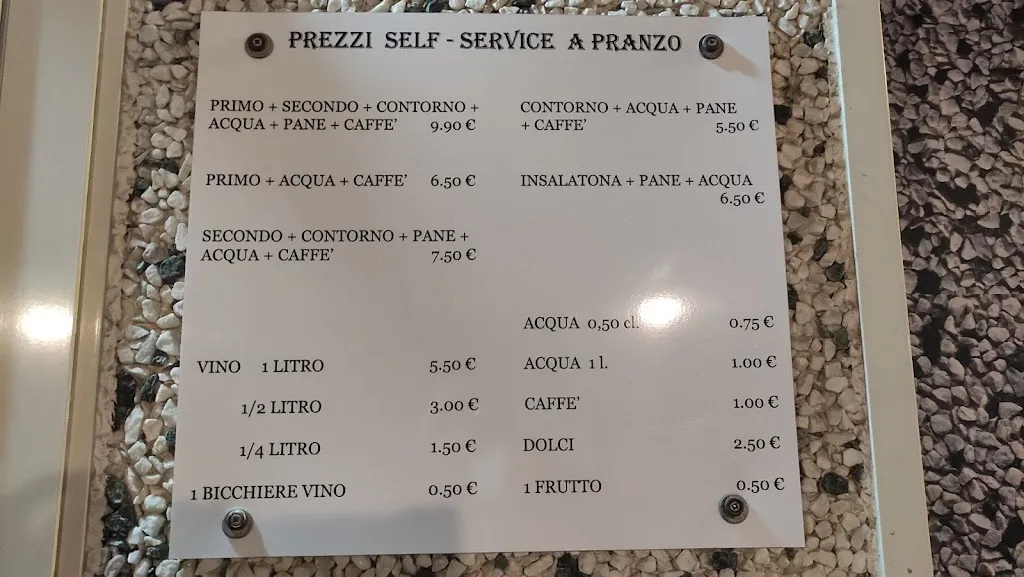 PREZZI SELF - SERVICE A PRANZO
PRIMO + SECONDO + CONTORNO +
ACQUA + PANE + CAFFE' 9.90 €
PRIMO + ACQUA + CAFFE' 6.50 €
SECONDO + CONTORNO + PANE +
ACQUA + CAFFE' 7.50 €
CONTORNO + ACQUA + PANE
+ CAFFE' 5.50 €
INSALATONA + PANE + ACQUA
6.50 €
VINO 1 LITRO 5.50 €
1/2 LITRO 3.00 €
1/4 LITRO 1.50 €
1 BICCHIERE VINO 0.50 €
ACQUA 0,50 cl. 0.75 €
ACQUA 1 l. 1.00 €
CAFFE' 1.00 €
DOLCI 2.50 €
1 FRUTTO 0.50 €